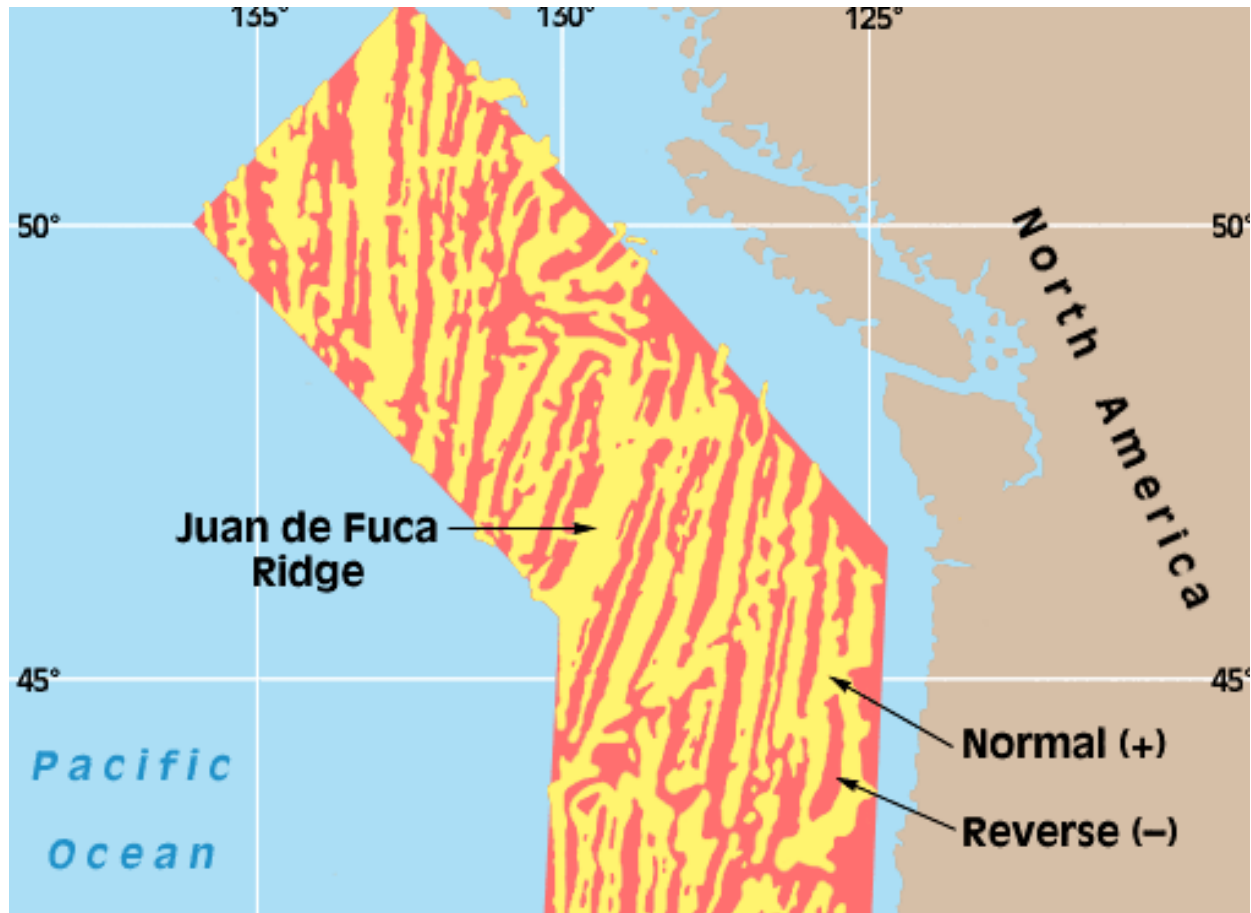 135° 130° 125°
50° 50°
North America
Juan de Fuca
Ridge
45° 45°
Normal (+)
Pacific
Reverse (–)
Ocean